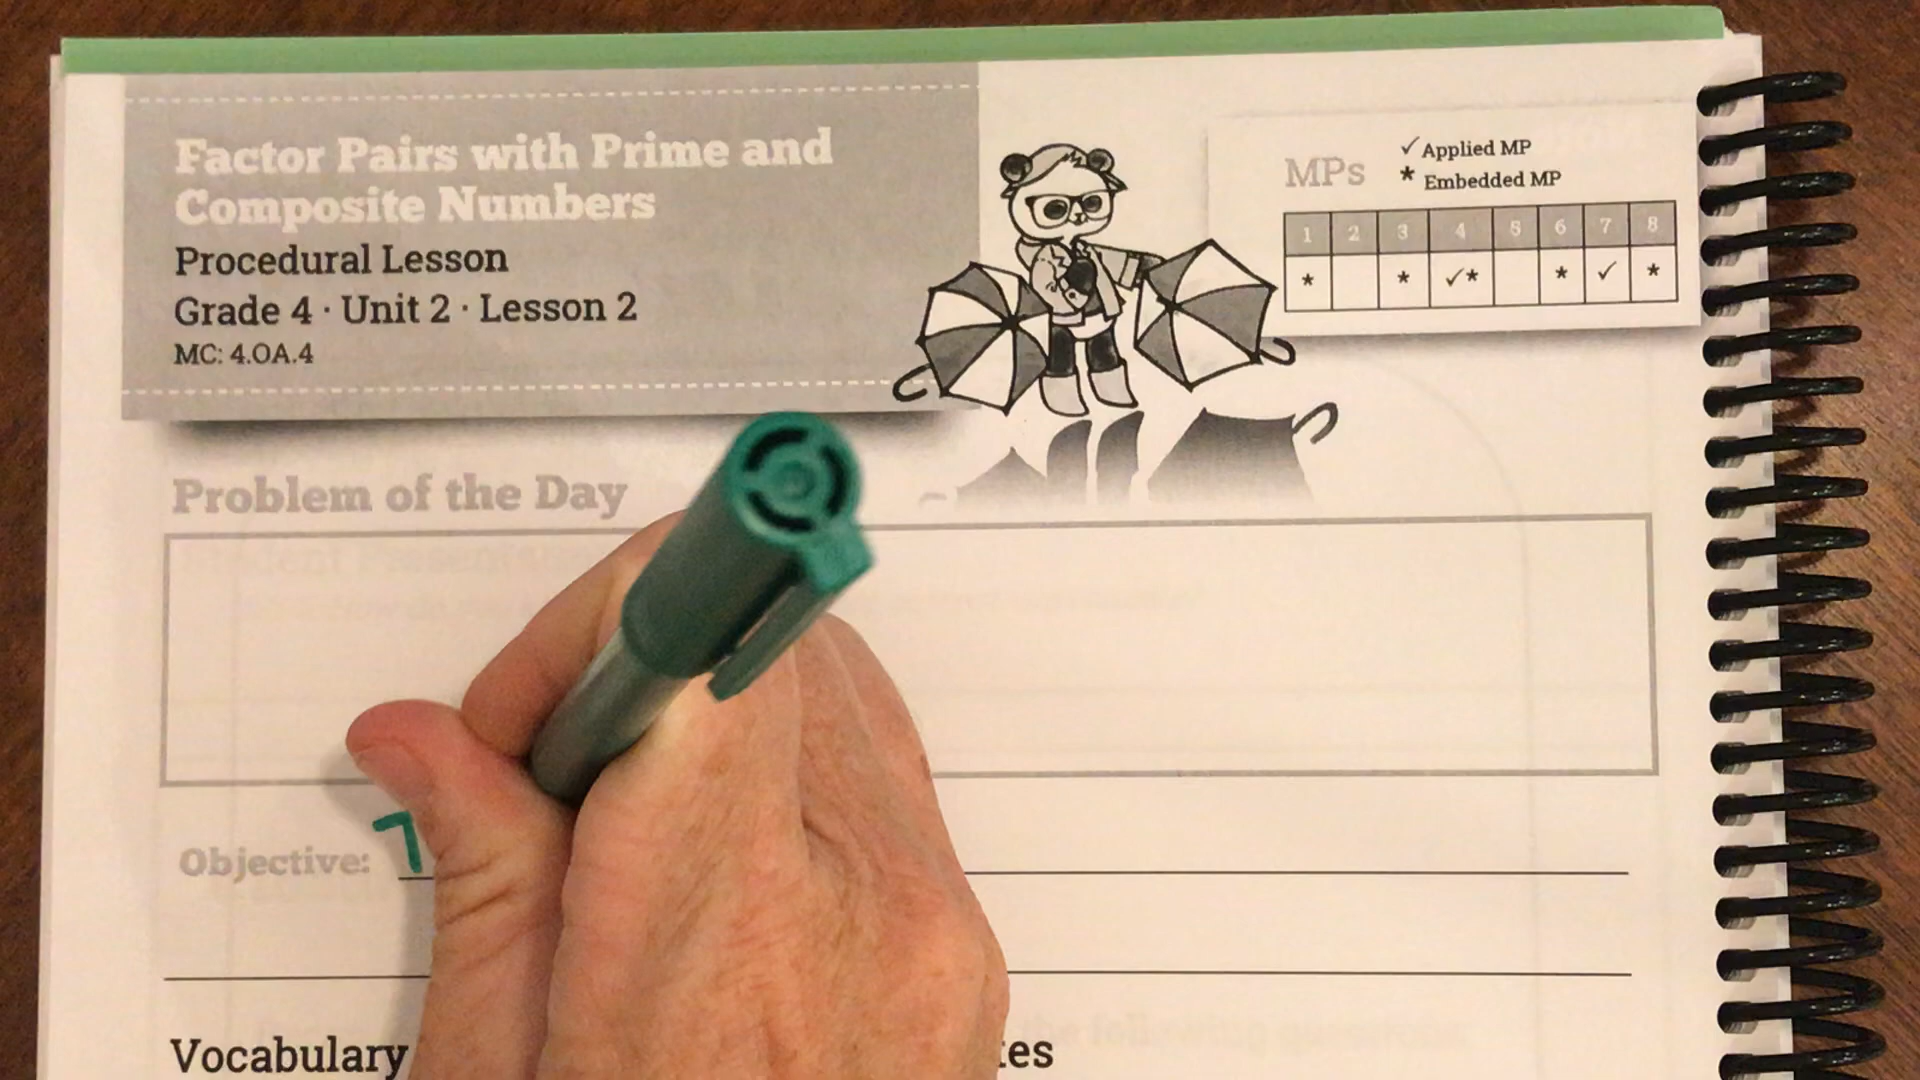 Factor Pairs with Prime and
Composite Numbers
Procedural Lesson
Grade 4 · Unit 2 · Lesson 2
MC: 4.OA.4
MPs
✓ Applied MP
* Embedded MP
1 2 3 4 5 6 7 8
* * ✓* * ✓ *
Problem of the Day
Objective:
Vocabulary